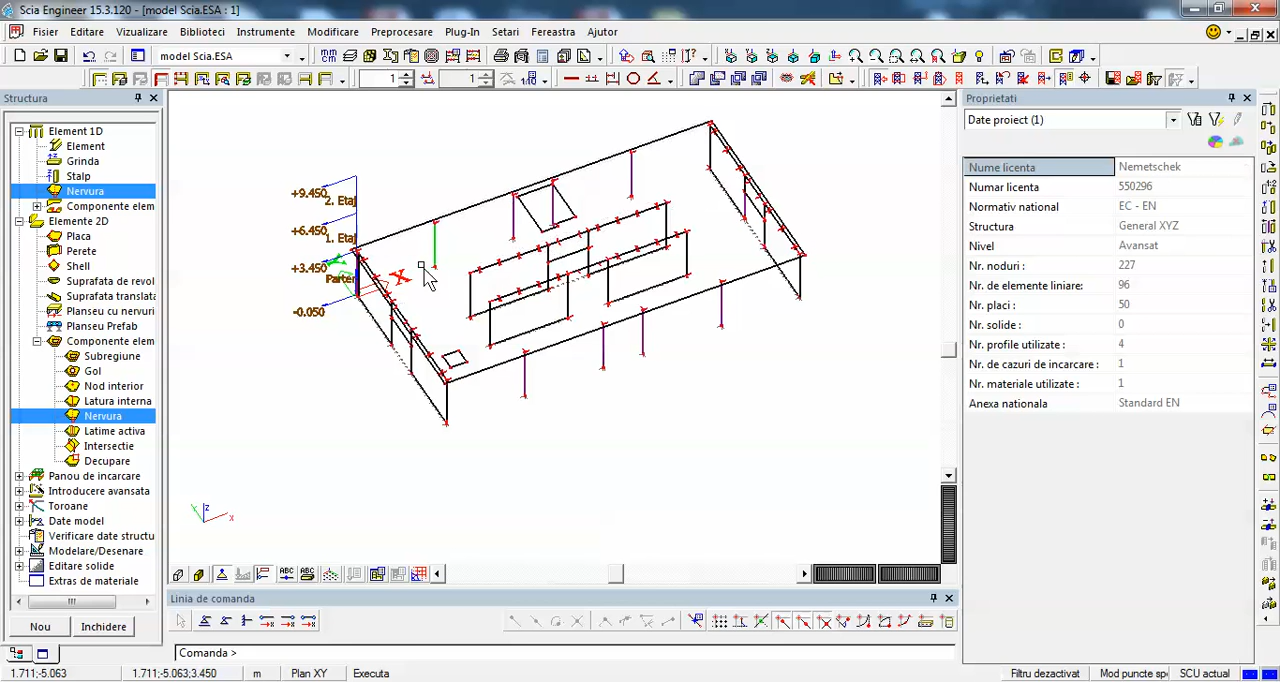 Scia Engineer 15.3.120 - [model Scia.ESA : 1]
Fisier Editare Vizualizare Biblioteci Instrumente Modificare Preprocesare Plug-In Setari Fereastra Ajutor
model Scia.ESA
1 1
Structura
Element 1D
Element
Grinda
Stalp
Nervura
Componente elem
Elemente 2D
Placa
Perete
Shell
Suprafata de revol
Suprafata translata
Planseu cu nervuri
Planseu Prefab
Componente elem
Subregiune
Gol
Nod interior
Latura interna
Nervura
Latime activa
Intersectie
Decupare
Panou de incarcare
Introducere avansata
Toroane
Date model
Verificare date structu
Modelare/Desenare
Editare solide
Extras de materiale
Nou Inchidere
+9.450
2. Etaj
+6.450
1. Etaj
+3.450
Parter
-0.050
X
z
Y
x
ABC ABC
Linia de comanda
Comanda >
Proprietati
Date proiect (1)
Nume licenta Nemetschek
Numar licenta 550296
Normativ national EC - EN
Structura General XYZ
Nivel Avansat
Nr. noduri : 227
Nr. de elemente liniare: 96
Nr. placi : 50
Nr. solide : 0
Nr. profile utilizate : 4
Nr. de cazuri de incarcare : 1
Nr. materiale utilizate : 1
Anexa nationala Standard EN
1.711;-5.063 1.711;-5.063;3.450 m Plan XY Executa Filtru dezactivat Mod puncte sp SCU actual